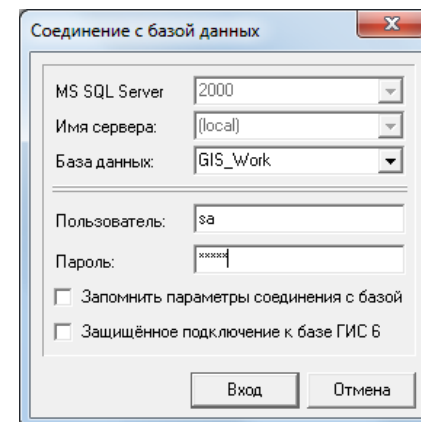 Соединение с базой данных
MS SQL Server 2000
Имя сервера: (local)
База данных: GIS_Work
Пользователь: sa
Пароль: *****
Запомнить параметры соединения с базой
Защищённое подключение к базе ГИС 6
Вход Отмена